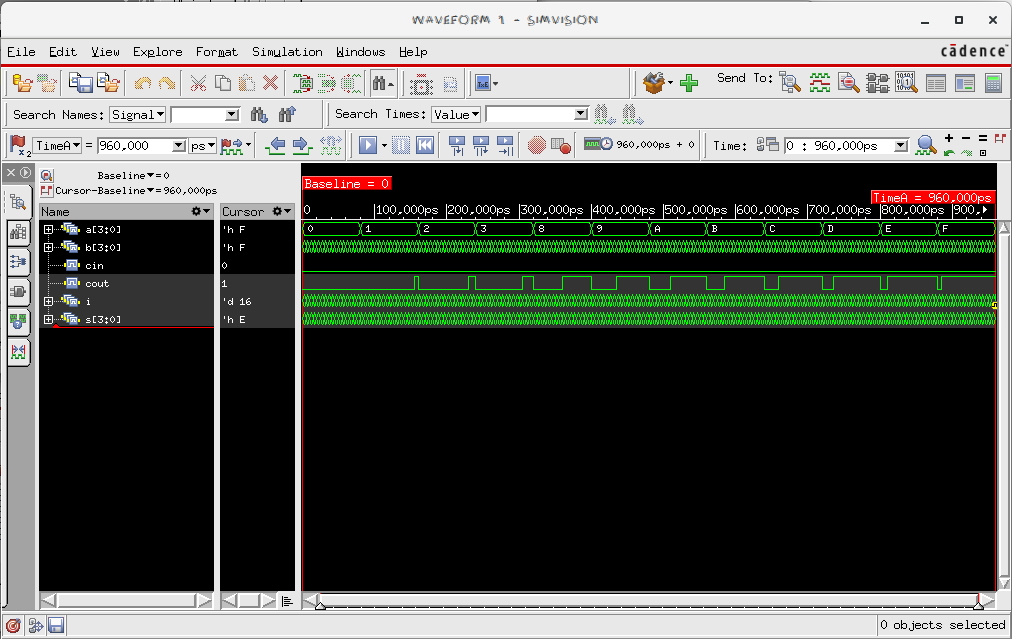 WAVEFORM 1 - SIMVISION
File Edit View Explore Format Simulation Windows Help
cādence
Send To:
Search Names: Signal
Search Times: Value
x2 TimeA = 960,000 ps
960,000ps + 0
Time: 0 : 960,000ps
Baseline = 0
Cursor-Baseline = 960,000ps
Baseline = 0
TimeA = 960,000ps
Name Cursor
0 100,000ps 200,000ps 300,000ps 400,000ps 500,000ps 600,000ps 700,000ps 800,000ps 900,
a[3:0] 'h F 0 1 2 3 8 9 A B C D E F
b[3:0] 'h F
cin 0
cout 1
i 'd 16
s[3:0] 'h E
0 objects selected